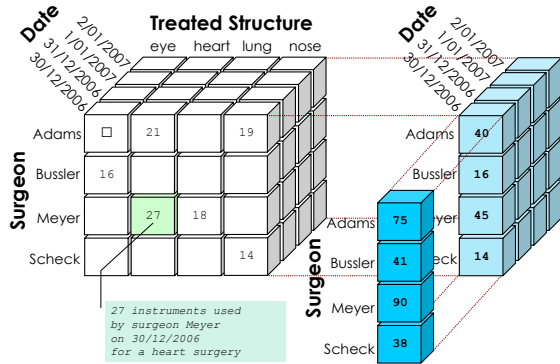 Treated Structure
Date
2/01/2007
1/01/2007
31/12/2006
30/12/2006
eye heart lung nose
Surgeon
Adams 21 19
Bussler 16
Meyer 27 18
Scheck 14
27 instruments used
by surgeon Meyer
on 30/12/2006
for a heart surgery
Date
2/01/2007
1/01/2007
31/12/2006
30/12/2006
Adams 40
Bussler 16
eyer 45
eck 14
Surgeon
Adams 75
Bussler 41
Meyer 90
Scheck 38